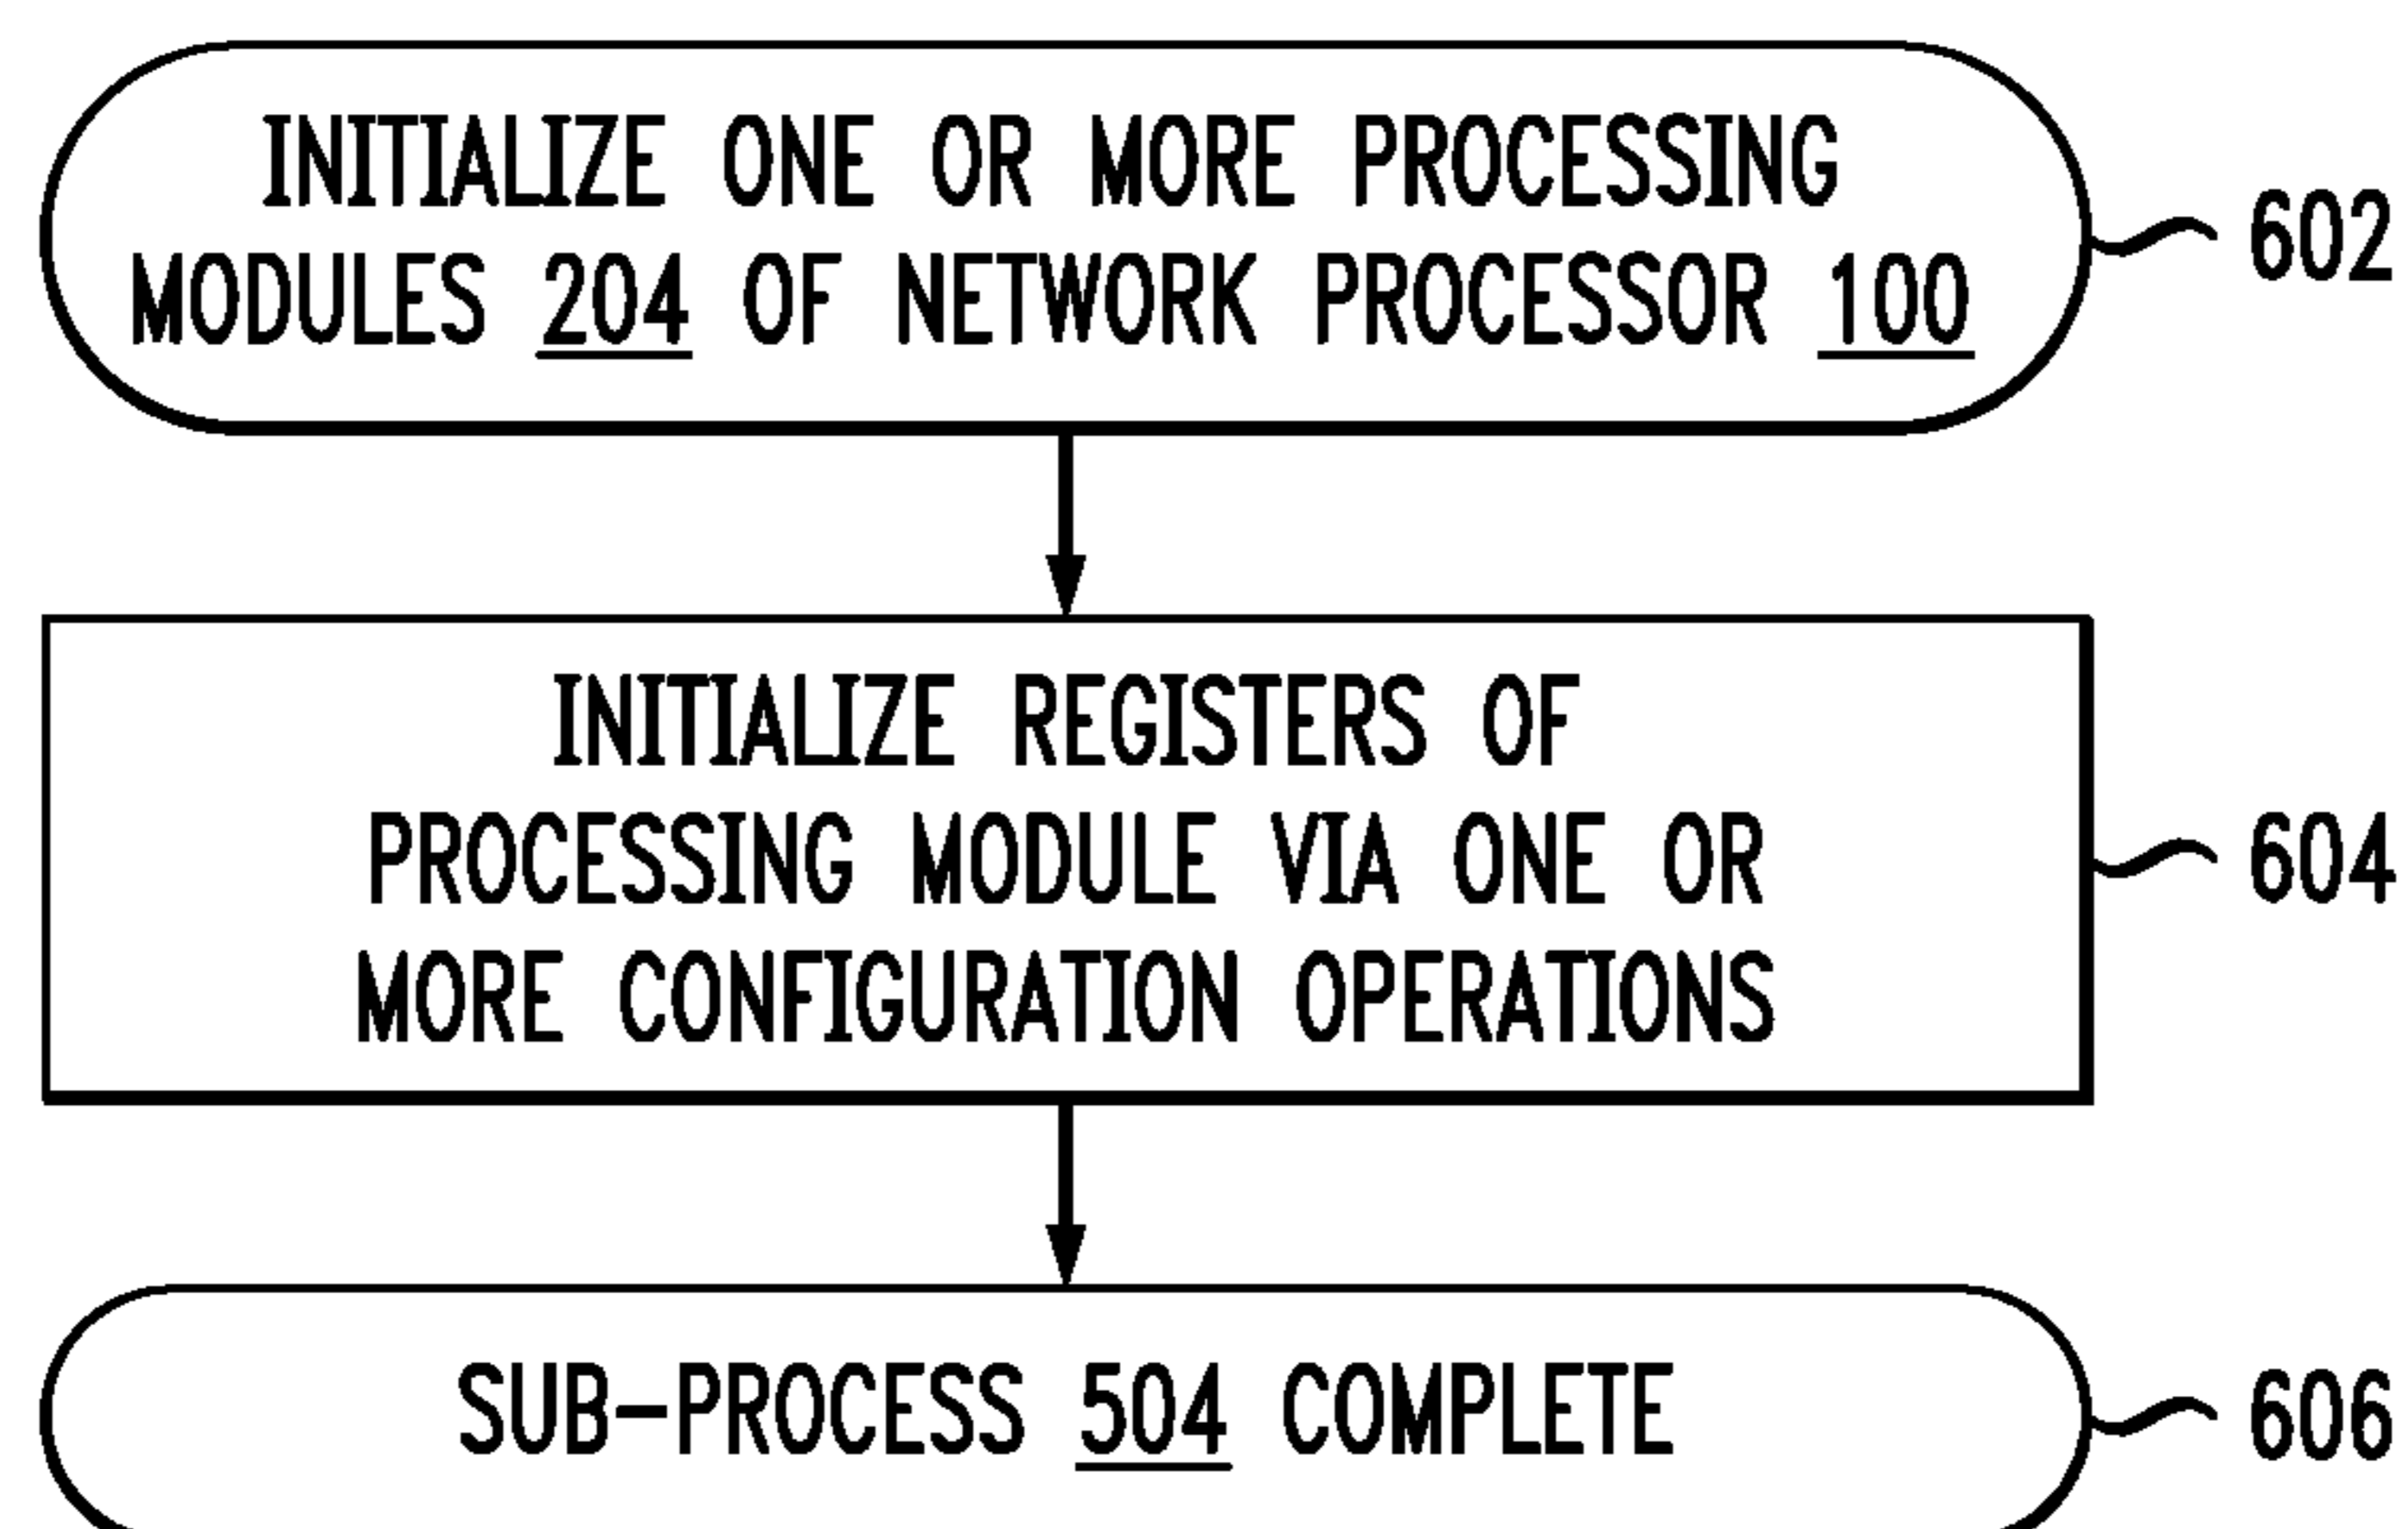 INITIALIZE ONE OR MORE PROCESSING
MODULES 204 OF NETWORK PROCESSOR 100
602
INITIALIZE REGISTERS OF
PROCESSING MODULE VIA ONE OR
MORE CONFIGURATION OPERATIONS
604
SUB-PROCESS 504 COMPLETE
606